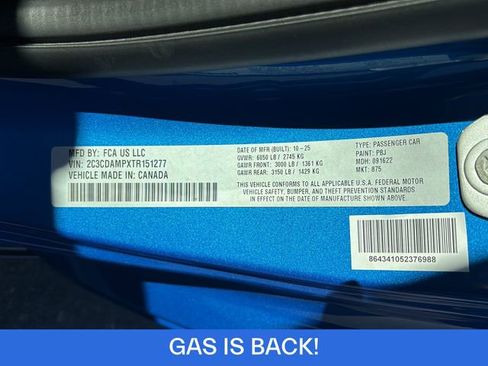 MFD BY: FCA US LLC
VIN: 2C3CDAMPXTR151277
VEHICLE MADE IN: CANADA
DATE OF MFR (BUILT): 10-25
GVWR: 6050 LB / 2745 KG
GAWR FRONT: 3000 LB / 1361 KG
GAWR REAR: 3150 LB / 1429 KG
TYPE: PASSENGER CAR
PAINT: PBJ
MDH: 091622
MKT: 875
THIS VEHICLE CONFORMS TO ALL APPLICABLE U.S.A. FEDERAL MOTOR
VEHICLE SAFETY, BUMPER, AND THEFT PREVENTION STANDARDS
IN EFFECT ON THE DATE OF MANUFACTURE SHOWN ABOVE
864341052376988
GAS IS BACK!